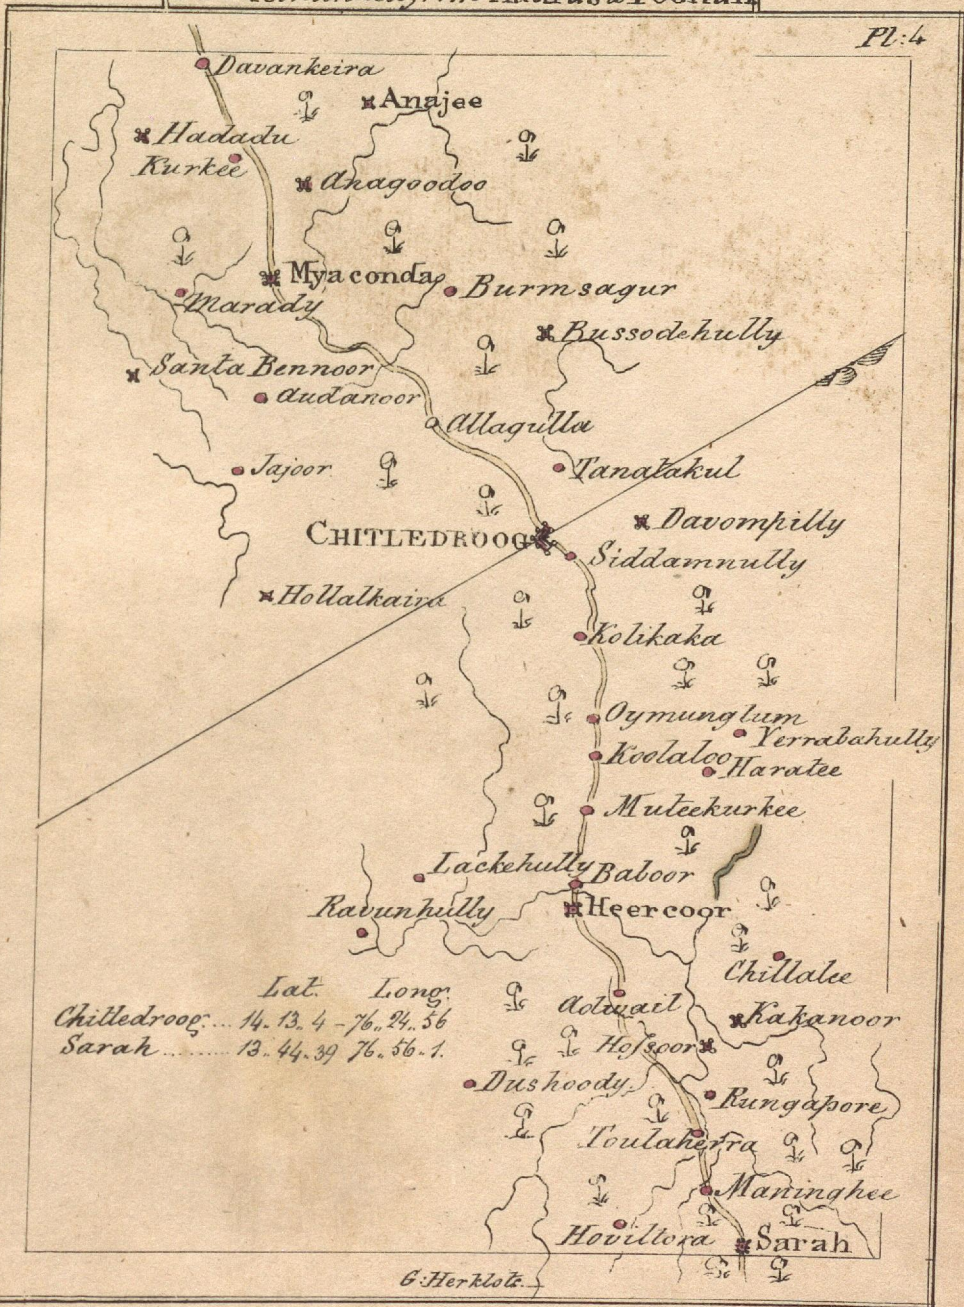 Pl: 4
Davankeira
Anajee
Hadadu
Kurkee
Anagoodoo
Myaconda
Burmsagur
Marady
Bussodehully
Santa Bennoor
Audanoor
Allagulla
Jajoor
Tanatakul
CHITLEDROOG
Davompilly
Siddamnully
Hollalkaira
Kolikaka
Oymunglum
Yerrabahully
Koolaloo
Haratee
Muteekurkee
Lackehully
Baboor
Ravunhully
Heercoor
Chillalee
Lat. Long:
Chitledroog:... 14. 13. 4 - 76. 24. 56
Sarah ........ 13. 44. 39 76. 56. 1.
Adwail
Kakanoor
Hossoor
Dushoody
Rungapore
Toulaherra
Maninghee
Hoviltora
Sarah
G: Herklots.